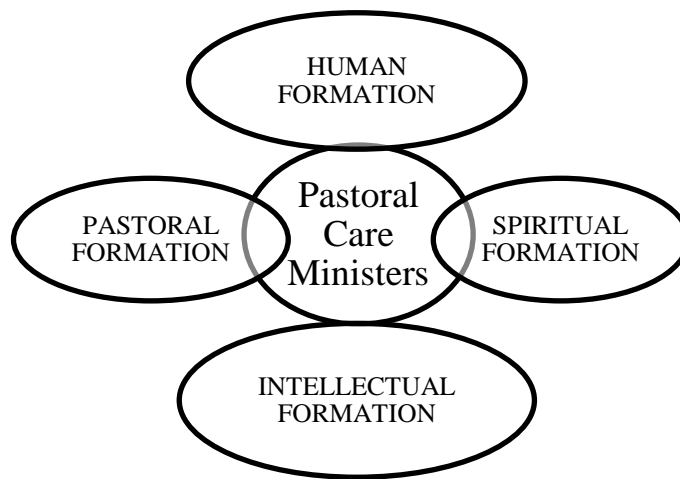 HUMAN
FORMATION
PASTORAL
FORMATION
Pastoral
Care
Ministers
SPIRITUAL
FORMATION
INTELLECTUAL
FORMATION